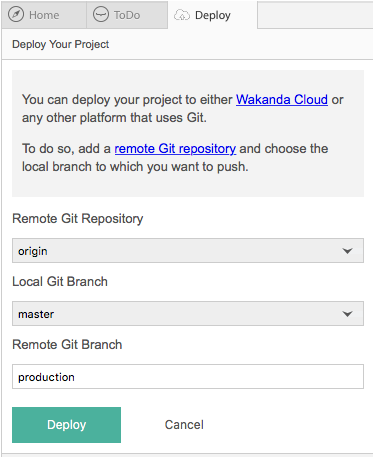 Home ToDo Deploy
Deploy Your Project
You can deploy your project to either Wakanda Cloud or
any other platform that uses Git.
To do so, add a remote Git repository and choose the
local branch to which you want to push.
Remote Git Repository
origin
Local Git Branch
master
Remote Git Branch
production
Deploy Cancel